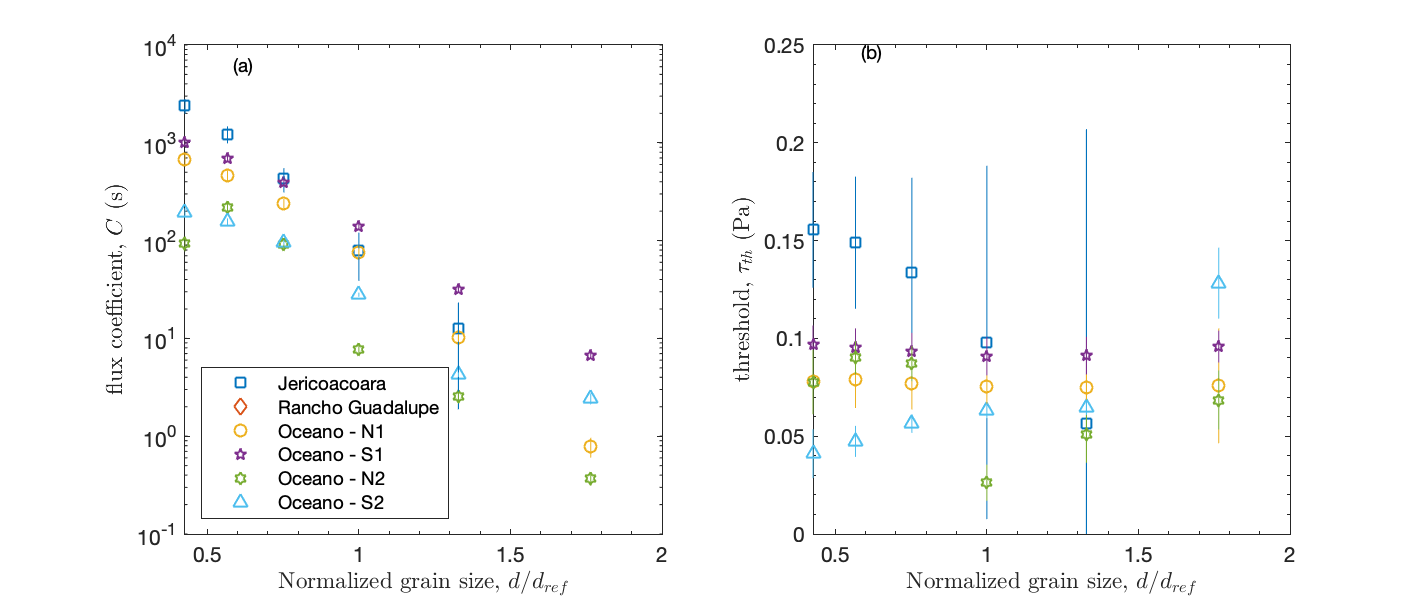 (a)
10^4
10^3
10^2
10^1
10^0
10^-1
flux coefficient, C (s)
Jericoacoara
Rancho Guadalupe
Oceano - N1
Oceano - S1
Oceano - N2
Oceano - S2
0.5 1 1.5 2
Normalized grain size, d/d_ref
(b)
0.25
0.2
0.15
0.1
0.05
0
threshold, τ_th (Pa)
0.5 1 1.5 2
Normalized grain size, d/d_ref